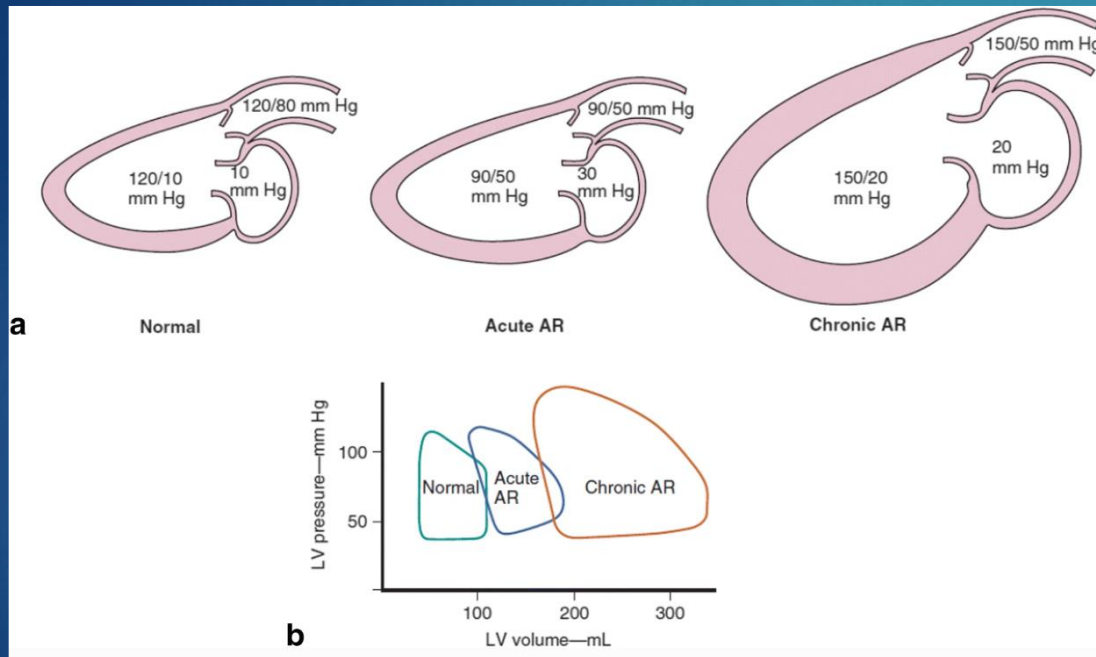 120/80 mm Hg
120/10
mm Hg
10
mm Hg
90/50 mm Hg
90/50
mm Hg
30
mm Hg
150/50 mm Hg
150/20
mm Hg
20
mm Hg
a
Normal
Acute AR
Chronic AR
LV pressure—mm Hg
100
50
Normal
Acute
AR
Chronic AR
100
200
300
LV volume—mL
b